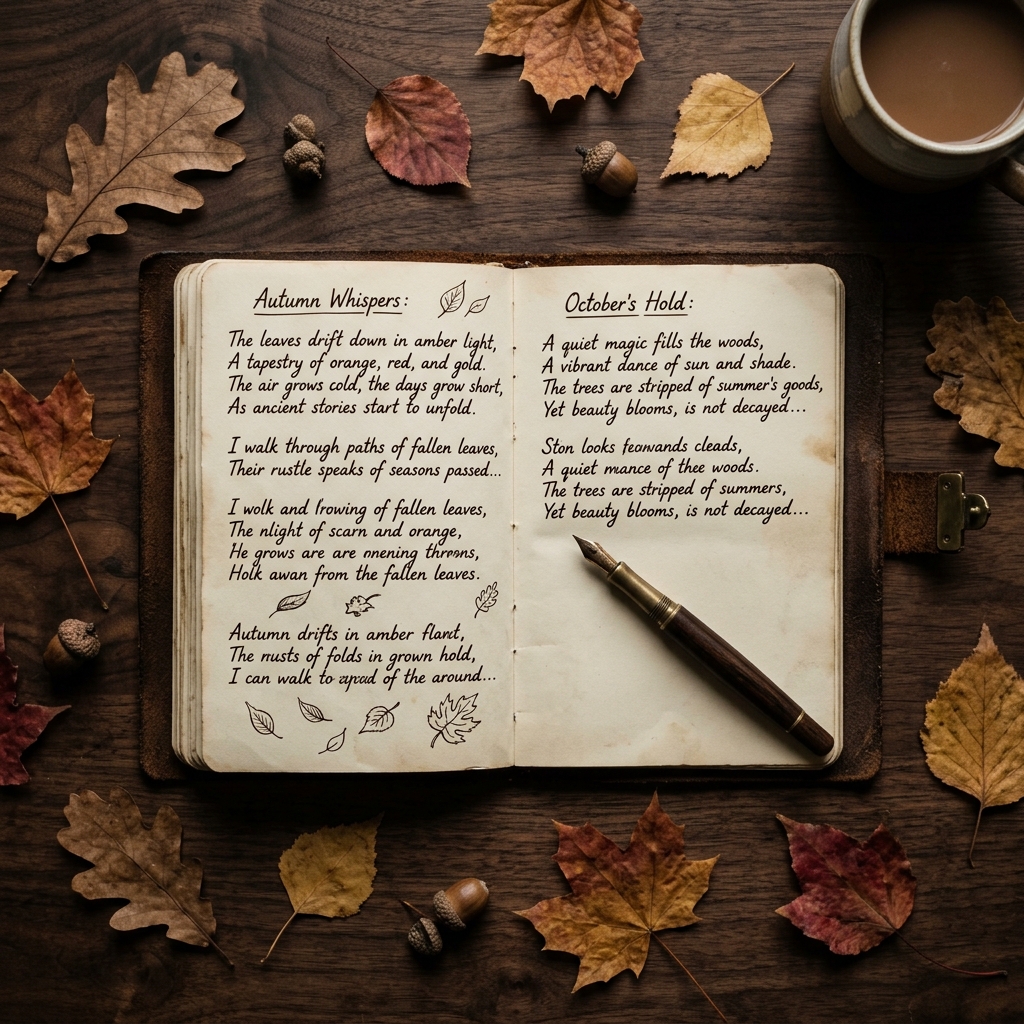 Autumn Whispers:
The leaves drift down in amber light,
A tapestry of orange, red, and gold.
The air grows cold, the days grow short,
As ancient stories start to unfold.
I walk through paths of fallen leaves,
Their rustle speaks of seasons passed...
I wolk and of fallen leaves,
The nlight of scarn and orange,
He grows are are
Holk awan from the fallen leaves.
Autumn drifts in amber
The nusts of folds in grown hold,
I can walk to of the around...
October's Hold:
A quiet magic fills the woods,
A vibrant dance of sun and shade.
The trees are stripped of summer's goods,
Yet beauty blooms, is not decayed...
Ston looks cleads,
A quiet mance of thee woods.
The trees are stripped of summers,
Yet beauty blooms, is not decayed...